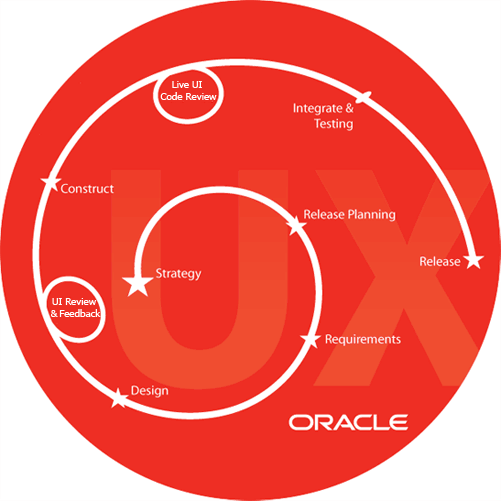 Live UI
Code Review
Integrate &
Testing
Construct
UX
Release Planning
Strategy
Release
UI Review
& Feedback
Requirements
Design
ORACLE